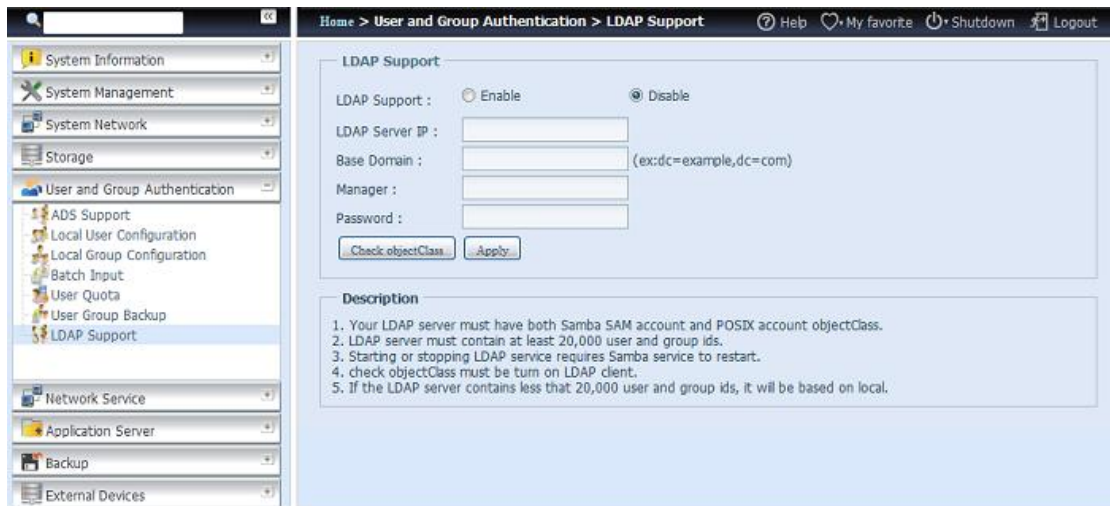 Home > User and Group Authentication > LDAP Support
Help
My favorite
Shutdown
Logout
System Information
System Management
System Network
Storage
User and Group Authentication
ADS Support
Local User Configuration
Local Group Configuration
Batch Input
User Quota
User Group Backup
LDAP Support
Network Service
Application Server
Backup
External Devices
LDAP Support
LDAP Support : Enable Disable
LDAP Server IP :
Base Domain : (ex:dc=example,dc=com)
Manager :
Password :
Check objectClass Apply
Description
1. Your LDAP server must have both Samba SAM account and POSIX account objectClass.
2. LDAP server must contain at least 20,000 user and group ids.
3. Starting or stopping LDAP service requires Samba service to restart.
4. check objectClass must be turn on LDAP client.
5. If the LDAP server contains less that 20,000 user and group ids, it will be based on local.